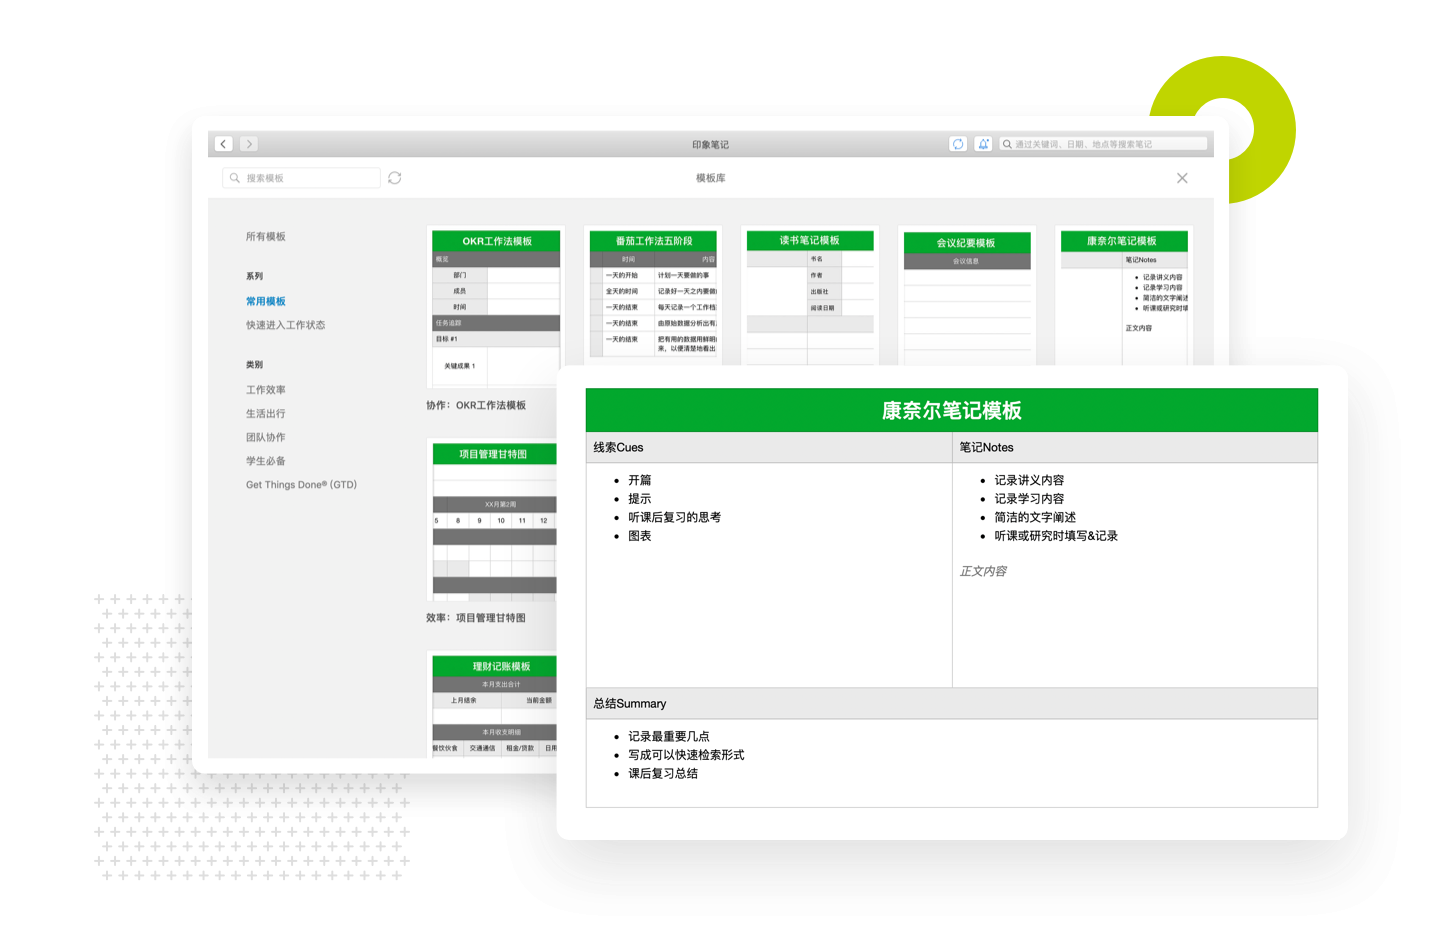 印象笔记
通过关键词、日期、地点等搜索笔记
搜索模板
模板库
所有模板
系列
常用模板
快速进入工作状态
类别
工作效率
生活出行
团队协作
学生必备
Get Things Done® (GTD)
OKR工作法模板
概览
部门
成员
时间
任务追踪
目标 #1
关键成果 1
协作：OKR工作法模板
番茄工作法五阶段
时间 内容
一天的开始 计划一天要做的事
全天的时间 记录好一天之内要做
一天的结束 每天记录一个工作档
一天的结束 由原始数据分析出有
一天的结束 把有用的数据用鲜明
来，以便清楚地看出
读书笔记模板
书名
作者
出版社
阅读日期
会议纪要模板
会议信息
康奈尔笔记模板
笔记Notes
记录讲义内容
记录学习内容
简洁的文字阐述
听课或研究时填
正文内容
项目管理甘特图
XX月第2周
5 8 9 10 11 12
效率：项目管理甘特图
理财记账模板
本月支出合计
上月结余 当前金额
本月收支明细
餐饮伙食 交通通信 租金/贷款 日用
康奈尔笔记模板
线索Cues
开篇
提示
听课后复习的思考
图表
笔记Notes
记录讲义内容
记录学习内容
简洁的文字阐述
听课或研究时填写&记录
正文内容
总结Summary
记录最重要几点
写成可以快速检索形式
课后复习总结